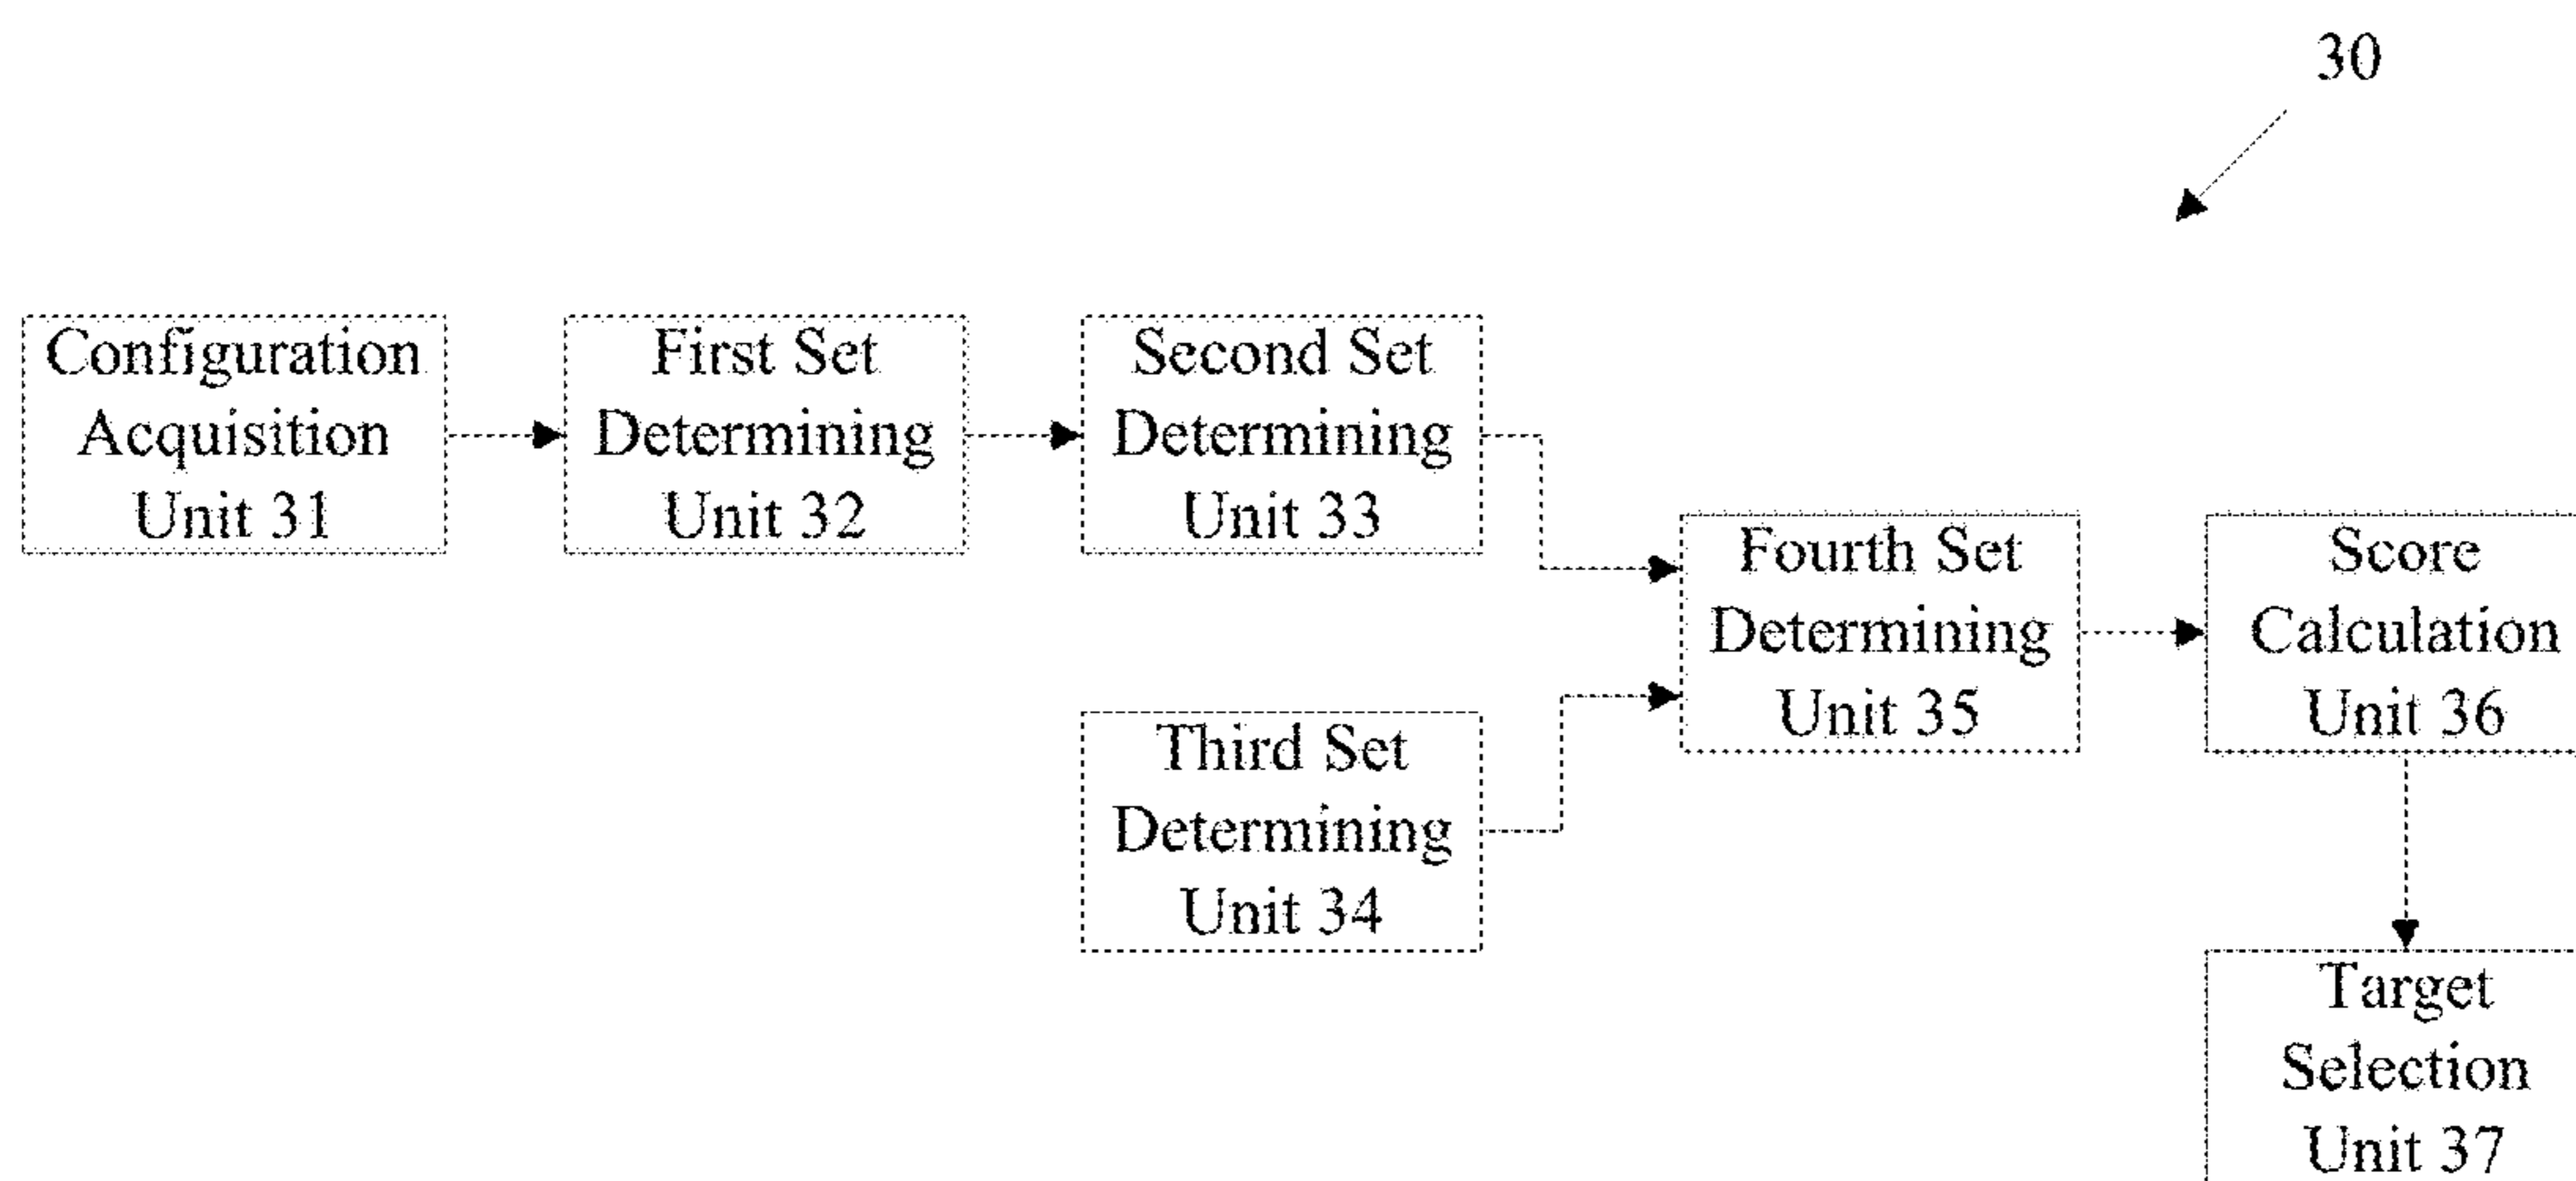 30
Configuration
Acquisition
Unit 31
First Set
Determining
Unit 32
Second Set
Determining
Unit 33
Third Set
Determining
Unit 34
Fourth Set
Determining
Unit 35
Score
Calculation
Unit 36
Target
Selection
Unit 37